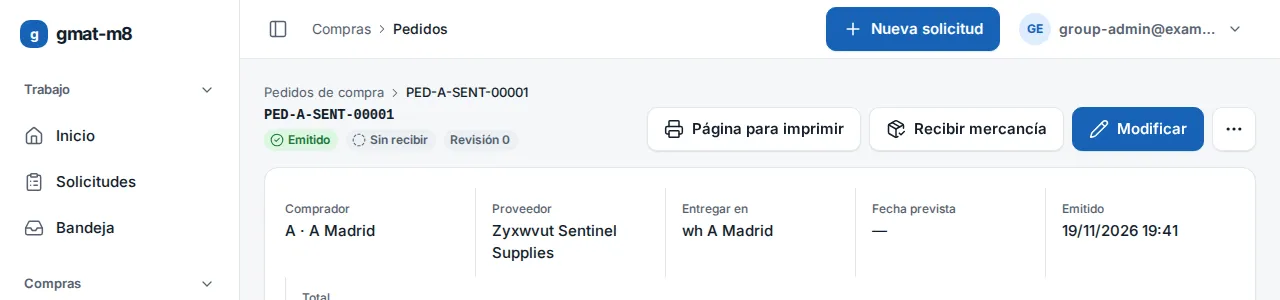 g gmat-m8
Compras > Pedidos
Nueva solicitud
GE group-admin@exam...
Trabajo
Inicio
Solicitudes
Bandeja
Compras
Pedidos de compra > PED-A-SENT-00001
PED-A-SENT-00001
Emitido Sin recibir Revisión 0
Página para imprimir Recibir mercancía Modificar
Comprador
A · A Madrid
Proveedor
Zyxwvut Sentinel
Supplies
Entregar en
wh A Madrid
Fecha prevista
—
Emitido
19/11/2026 19:41
Total